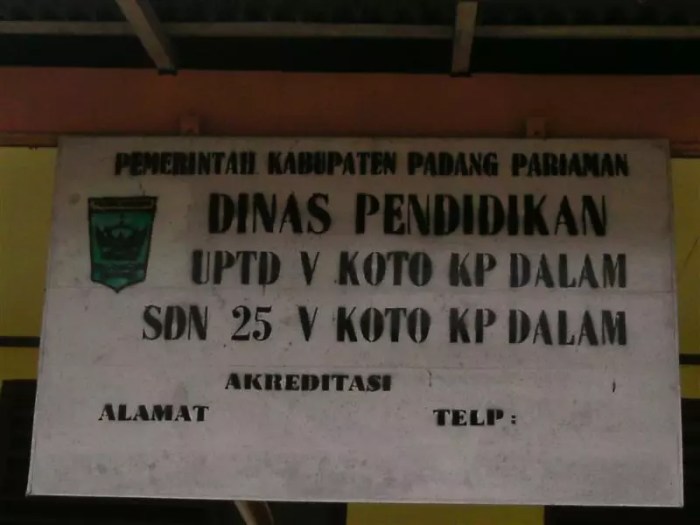 PEMERINTAH KABUPATEN PADANG PARIAMAN
DINAS PENDIDIKAN
UPTD V KOTO KP DALAM
SDN 25 V KOTO KP DALAM
AKREDITASI
ALAMAT TELP :